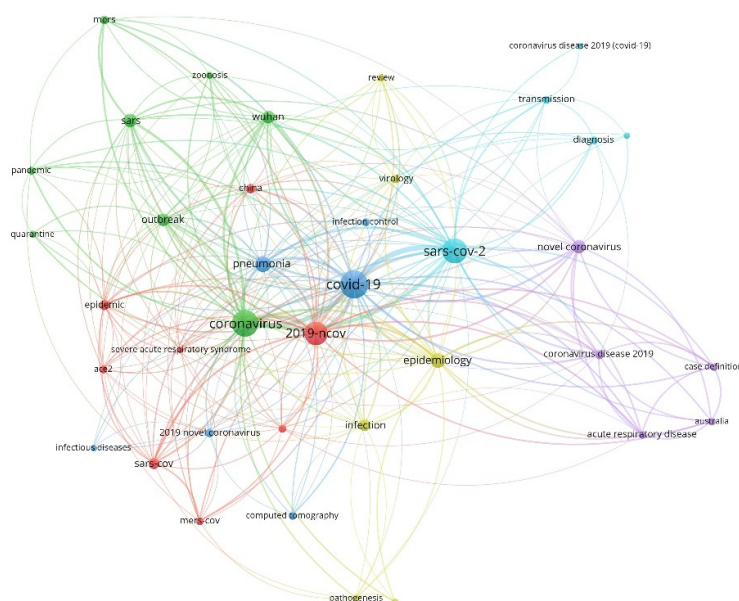 mers
coronavirus disease 2019 (covid-19)
zoonosis
review
transmission
sars
wuhan
diagnosis
pandemic
virology
china
outbreak
infection control
quarantine
novel coronavirus
sars-cov-2
pneumonia
covid-19
epidemic
coronavirus
2019-ncov
severe acute respiratory syndrome
coronavirus disease 2019
epidemiology
ace2
case definition
australia
infection
2019 novel coronavirus
acute respiratory disease
infectious diseases
sars-cov
computed tomography
mers-cov
pathogenesis